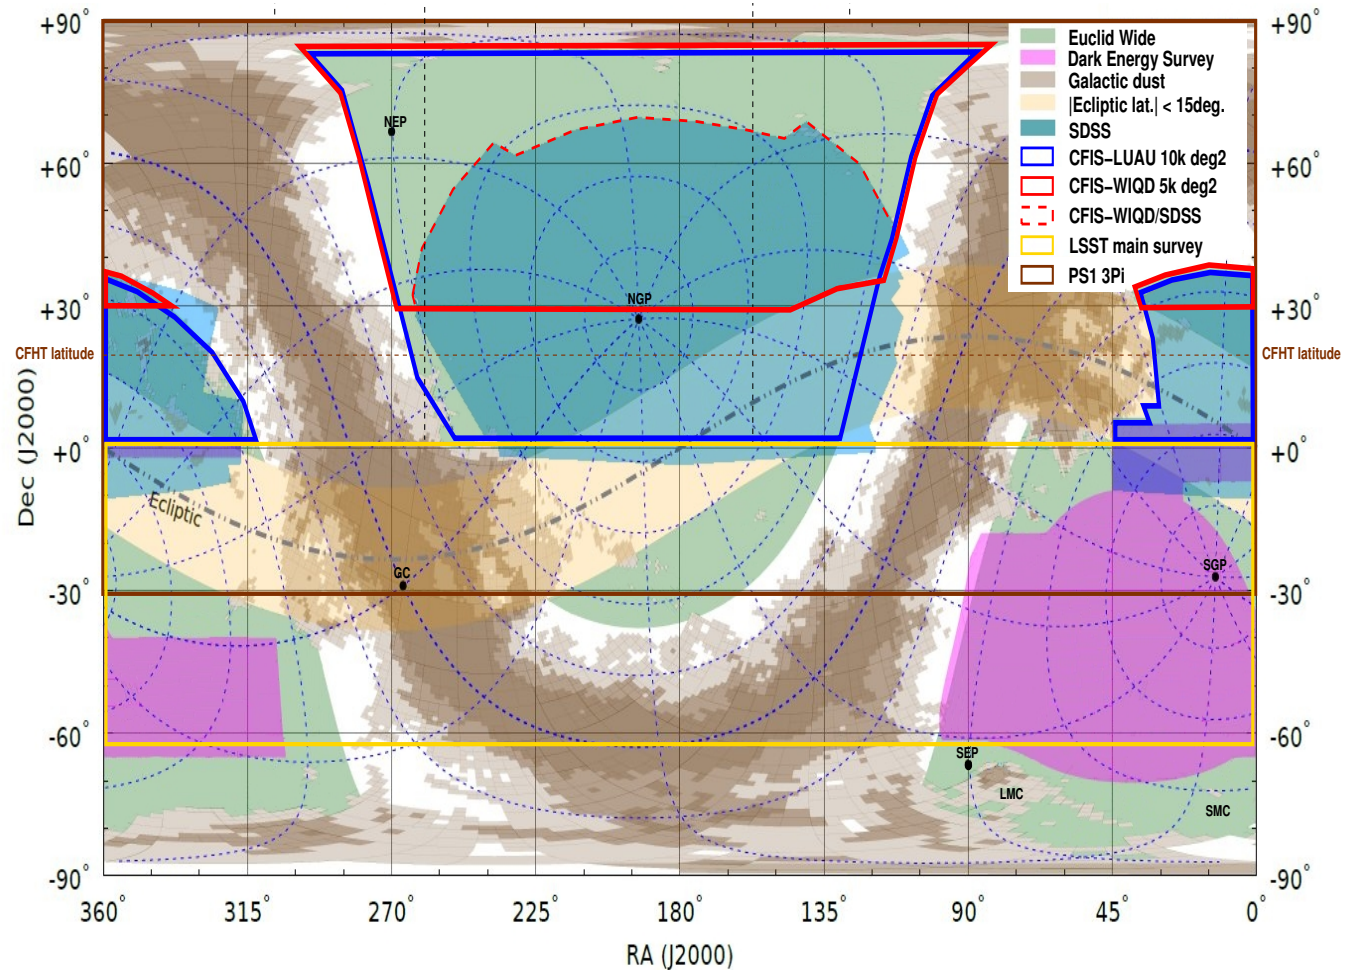 +90°
+60°
+30°
+0°
-30°
-60°
-90°
Dec (J2000)
CFHT latitude
360°
315°
270°
225°
180°
135°
90°
45°
0°
RA (J2000)
+90°
+60°
+30°
+0°
-30°
-60°
-90°
CFHT latitude
Euclid Wide
Dark Energy Survey
Galactic dust
|Ecliptic lat.| < 15deg.
SDSS
CFIS-LUAU 10k deg2
CFIS-WIQD 5k deg2
CFIS-WIQD/SDSS
LSST main survey
PS1 3Pi
NEP
NGP
Ecliptic
GC
SGP
SEP
LMC
SMC